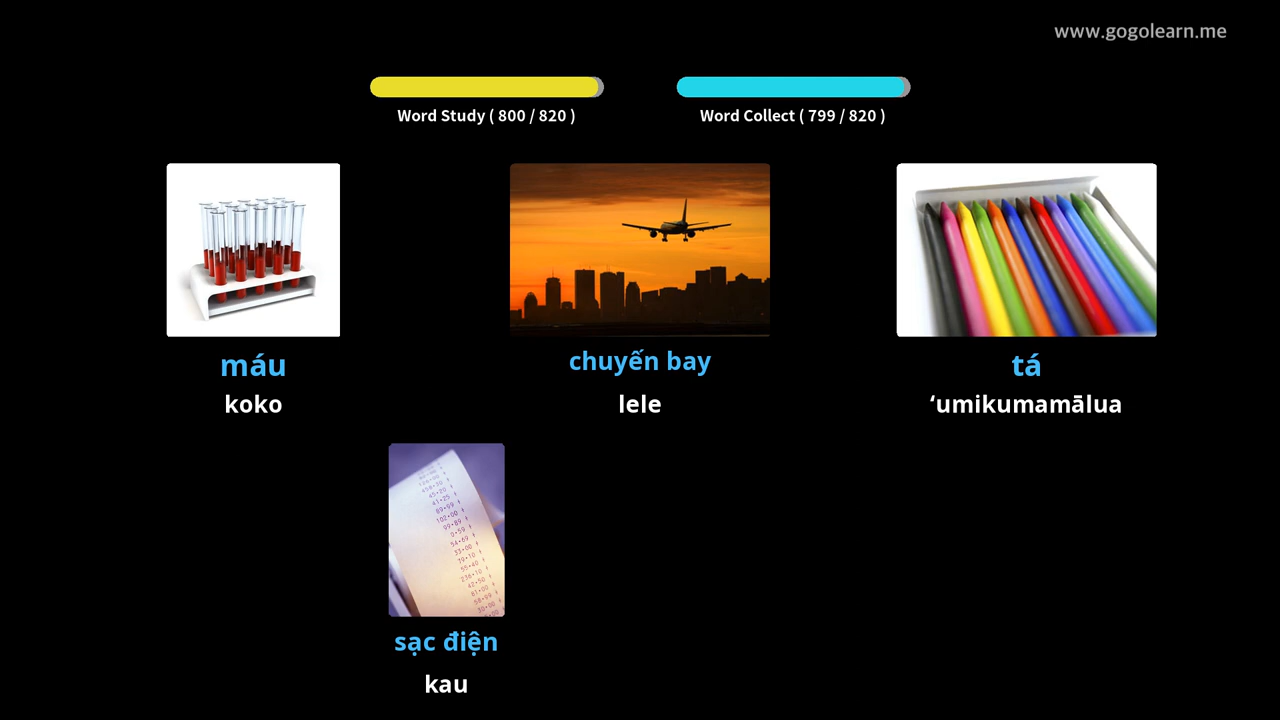 www.gogolearn.me
Word Study ( 800 / 820 )
Word Collect ( 799 / 820 )
máu
chuyến bay
tá
koko
lele
ʻumikumamālua
sạc điện
kau